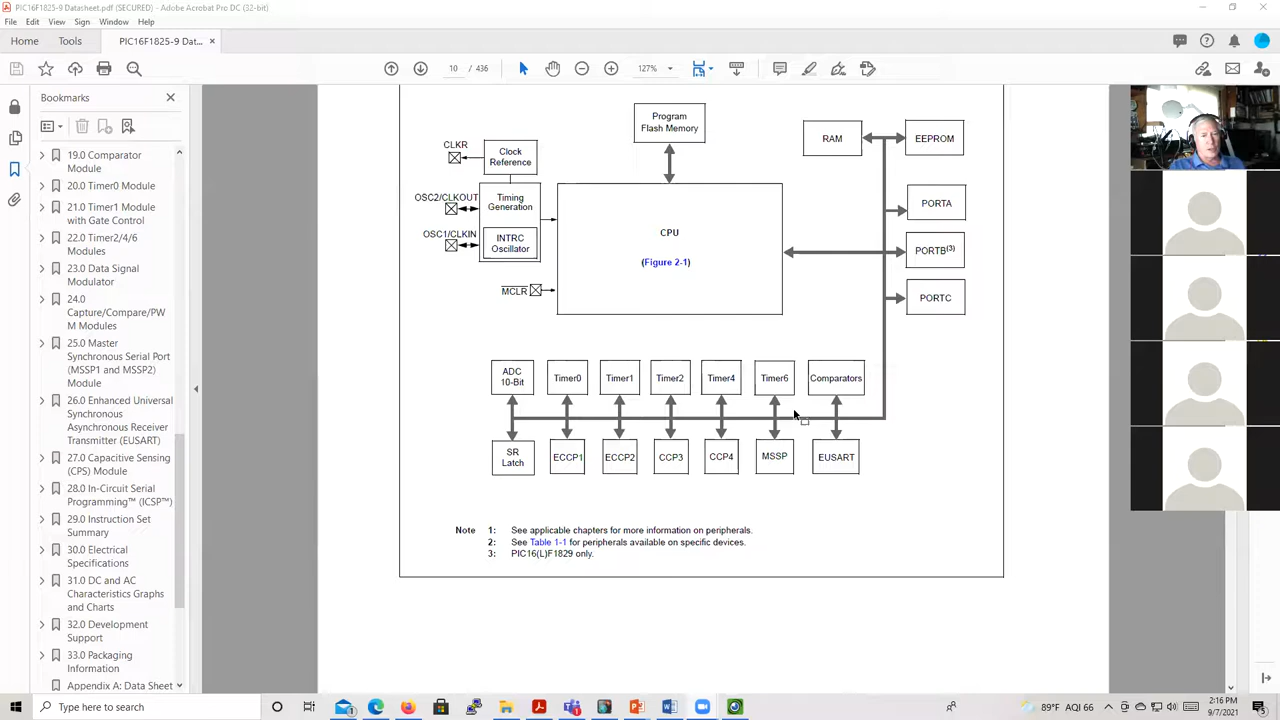 PIC16F1825-9 Datasheet.pdf (SECURED) - Adobe Acrobat Pro DC (32-bit)
File Edit View Sign Window Help
Home Tools PIC16F1825-9 Dat... ×
10 / 436 127%
Bookmarks
19.0 Comparator
Module
20.0 Timer0 Module
21.0 Timer1 Module
with Gate Control
22.0 Timer2/4/6
Modules
23.0 Data Signal
Modulator
24.0
Capture/Compare/PW
M Modules
25.0 Master
Synchronous Serial Port
(MSSP1 and MSSP2)
Module
26.0 Enhanced Universal
Synchronous
Asynchronous Receiver
Transmitter (EUSART)
27.0 Capacitive Sensing
(CPS) Module
28.0 In-Circuit Serial
Programming™ (ICSP™)
29.0 Instruction Set
Summary
30.0 Electrical
Specifications
31.0 DC and AC
Characteristics Graphs
and Charts
32.0 Development
Support
33.0 Packaging
Information
Appendix A: Data Sheet
Program
Flash Memory
RAM
EEPROM
CLKR
Clock
Reference
OSC2/CLKOUT
Timing
Generation
OSC1/CLKIN
INTRC
Oscillator
MCLR
CPU
(Figure 2-1)
PORTA
PORTB(3)
PORTC
ADC
10-Bit
Timer0
Timer1
Timer2
Timer4
Timer6
Comparators
SR
Latch
ECCP1
ECCP2
CCP3
CCP4
MSSP
EUSART
Note 1: See applicable chapters for more information on peripherals.
2: See Table 1-1 for peripherals available on specific devices.
3: PIC16(L)F1829 only.
Type here to search
89°F AQI 66
2:16 PM
9/7/2021